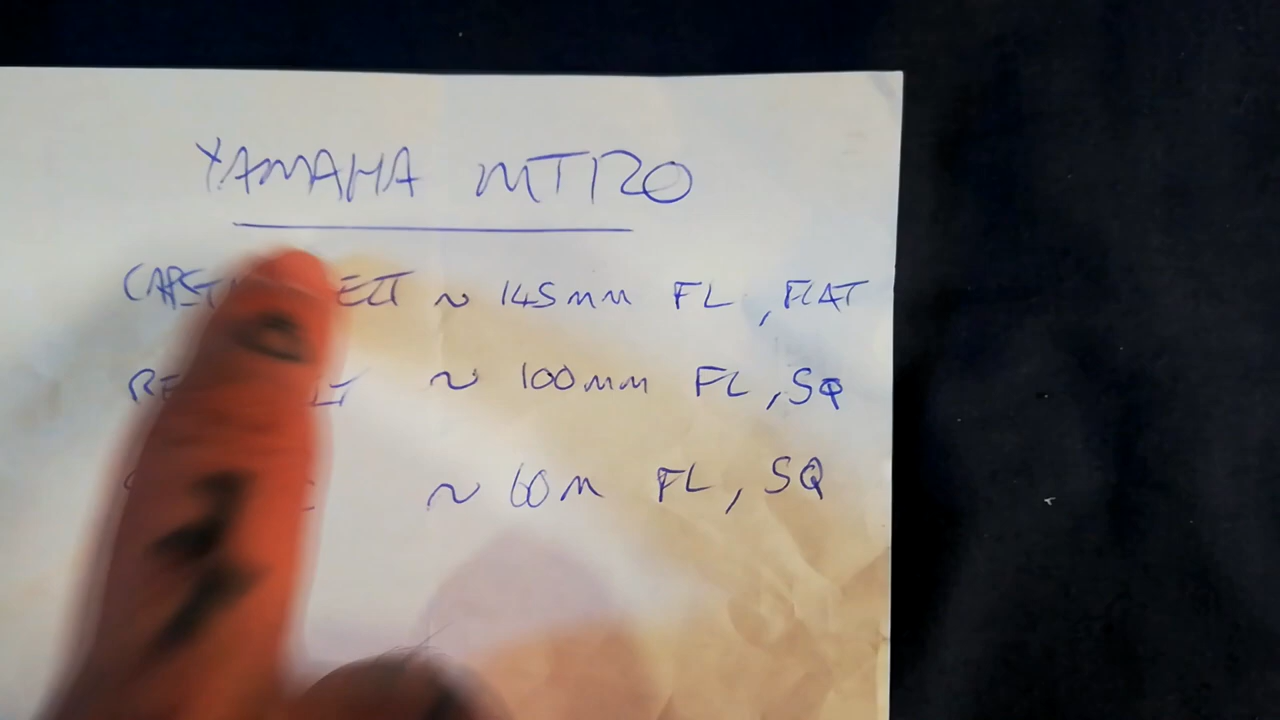 YAMAHA MT120
~ 145mm FL, FLAT
~ 100mm FL, SQ
~ 60m FL, SQ